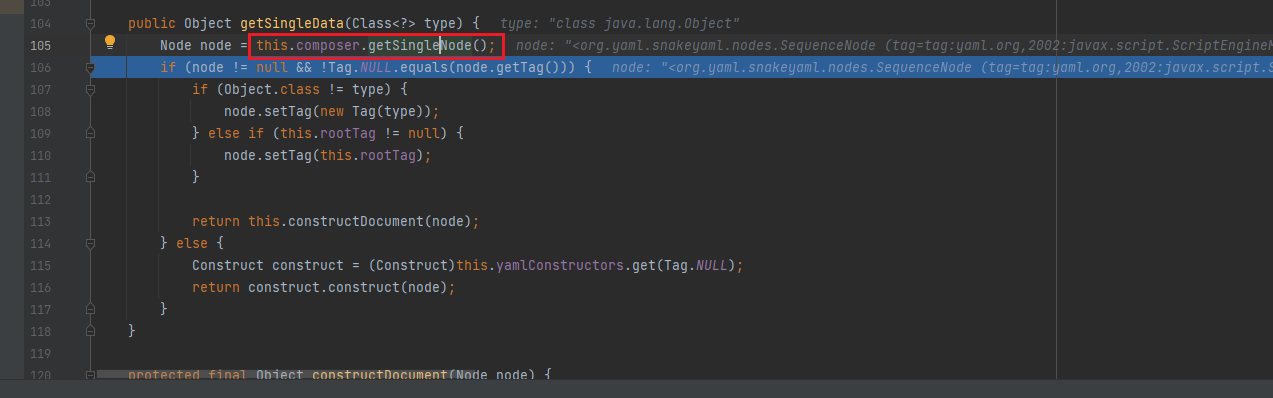 103
104 public Object getSingleData(Class<?> type) { type: "class java.lang.Object"
105 Node node = this.composer.getSingleNode(); node: "<org.yaml.snakeyaml.nodes.SequenceNode (tag=tag:yaml.org,2002:javax.script.ScriptEngineM
106 if (node != null && !Tag.NULL.equals(node.getTag())) { node: "<org.yaml.snakeyaml.nodes.SequenceNode (tag=tag:yaml.org,2002:javax.script.S
107 if (Object.class != type) {
108 node.setTag(new Tag(type));
109 } else if (this.rootTag != null) {
110 node.setTag(this.rootTag);
111 }
112
113 return this.constructDocument(node);
114 } else {
115 Construct construct = (Construct)this.yamlConstructors.get(Tag.NULL);
116 return construct.construct(node);
117 }
118 }
119
120 protected final Object constructDocument(Node node) {